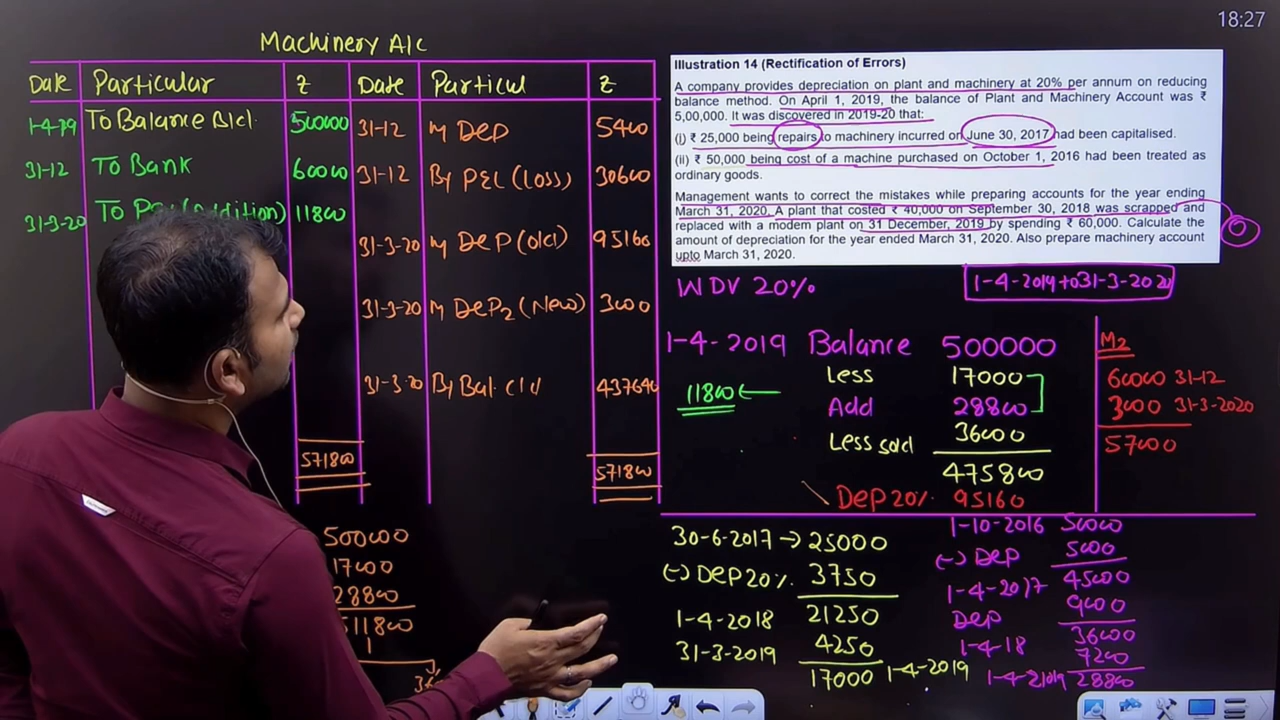 18:27
Machinery A/c
Date Particular ₹ Date Particul ₹
1-4-19 To Balance B/d. 500000 31-12 By Dep 5400
31-12 To Bank 60000 31-12 By P&L (Loss) 30600
31-3-20 To P&L (Addition) 11800
31-3-20 By Dep (old) 95160
31-3-20 By Dep2 (New) 3000
31-3-20 By Bal. c/d 437640
571800 571800
500000
17000
28800
511800
Illustration 14 (Rectification of Errors)
A company provides depreciation on plant and machinery at 20% per annum on reducing
balance method. On April 1, 2019, the balance of Plant and Machinery Account was ₹
5,00,000. It was discovered in 2019-20 that:
(i) ₹ 25,000 being repairs to machinery incurred on June 30, 2017 had been capitalised.
(ii) ₹ 50,000 being cost of a machine purchased on October 1, 2016 had been treated as
ordinary goods.
Management wants to correct the mistakes while preparing accounts for the year ending
March 31, 2020. A plant that costed ₹ 40,000 on September 30, 2018 was scrapped and
replaced with a modem plant on 31 December, 2019 by spending ₹ 60,000. Calculate the
amount of depreciation for the year ended March 31, 2020. Also prepare machinery account
upto March 31, 2020.
WDV 20% 1-4-2019 to 31-3-2020
1-4-2019 Balance 500000
Less 17000
11800 ← Add 28800
Less sold 36000
475800
Dep 20% 95160
M2
60000 31-12
3000 31-3-2020
57000
30-6-2017 → 25000
(-) Dep 20% 3750
1-4-2018 21250
31-3-2019 4250
17000 1-4-2019
1-10-2016 50000
(-) Dep 5000
1-4-2017 45000
Dep 9000
1-4-18 36000
7200
1-4-2019 28800